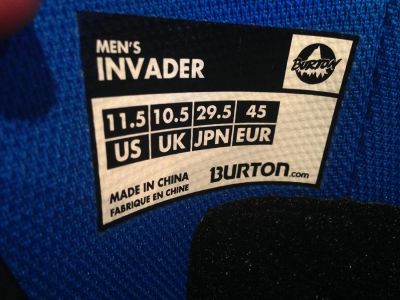 MEN'S
INVADER
BURTON
11.5 10.5 29.5 45
US UK JPN EUR
MADE IN CHINA
FABRIQUE EN CHINE
BURTON.com